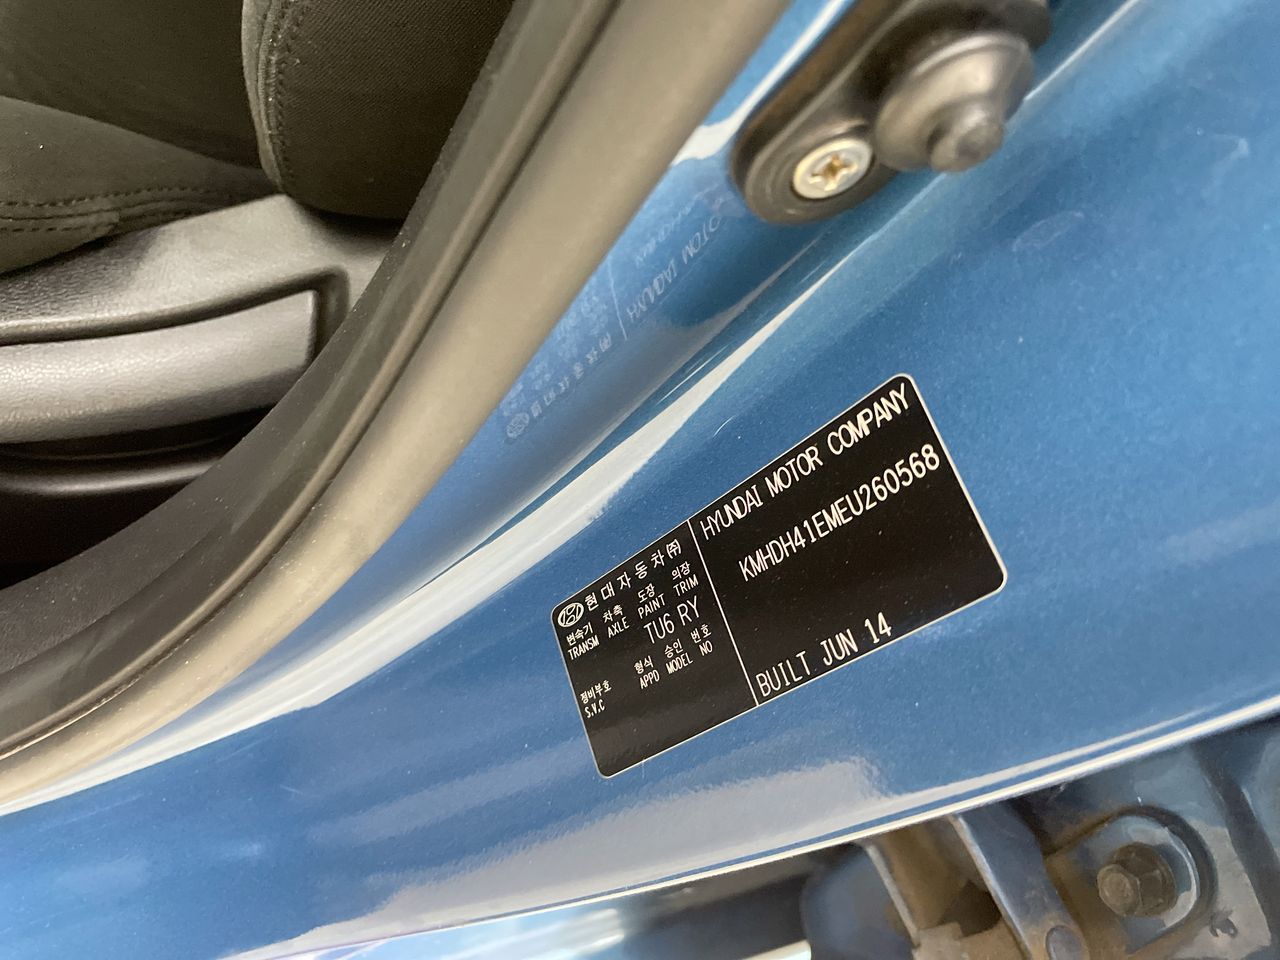 현대자동차㈜
변속기 차축 도장 의장
TRANSM AXLE PAINT TRIM
TU6 RY
형식 승인 번호
APPD MODEL NO
정비부호
S.V.C
HYUNDAI MOTOR COMPANY
KMHDH41EMEU260568
BUILT JUN 14